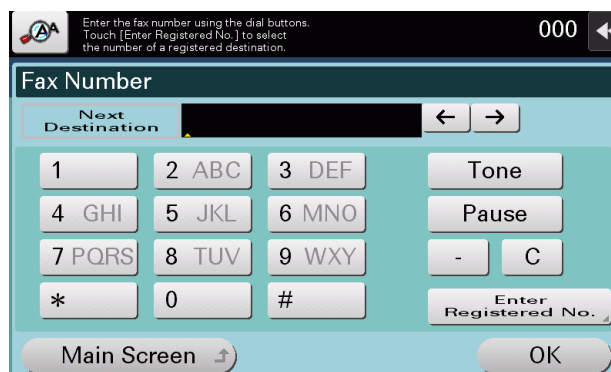 Enter the fax number using the dial buttons.
Touch [Enter Registered No.] to select
the number of a registered destination.
000
Fax Number
Next
Destination
← →
1 2 ABC 3 DEF Tone
4 GHI 5 JKL 6 MNO Pause
7 PQRS 8 TUV 9 WXY - C
* 0 # Enter
Registered No.
Main Screen OK